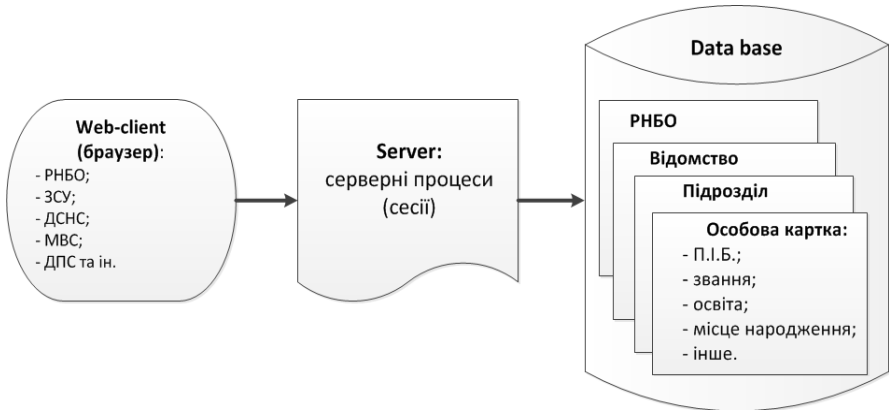 Web-client
(браузер):
- РНБО;
- ЗСУ;
- ДСНС;
- МВС;
- ДПС та ін.
Server:
серверні процеси
(сесії)
Data base
РНБО
Відомство
Підрозділ
Особова картка:
- П.І.Б.;
- звання;
- освіта;
- місце народження;
- інше.